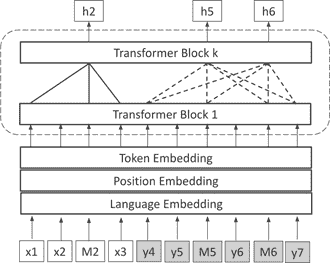 h2 h5 h6
Transformer Block k
Transformer Block 1
Token Embedding
Position Embedding
Language Embedding
x1 x2 M2 x3 y4 y5 M5 y6 M6 y7